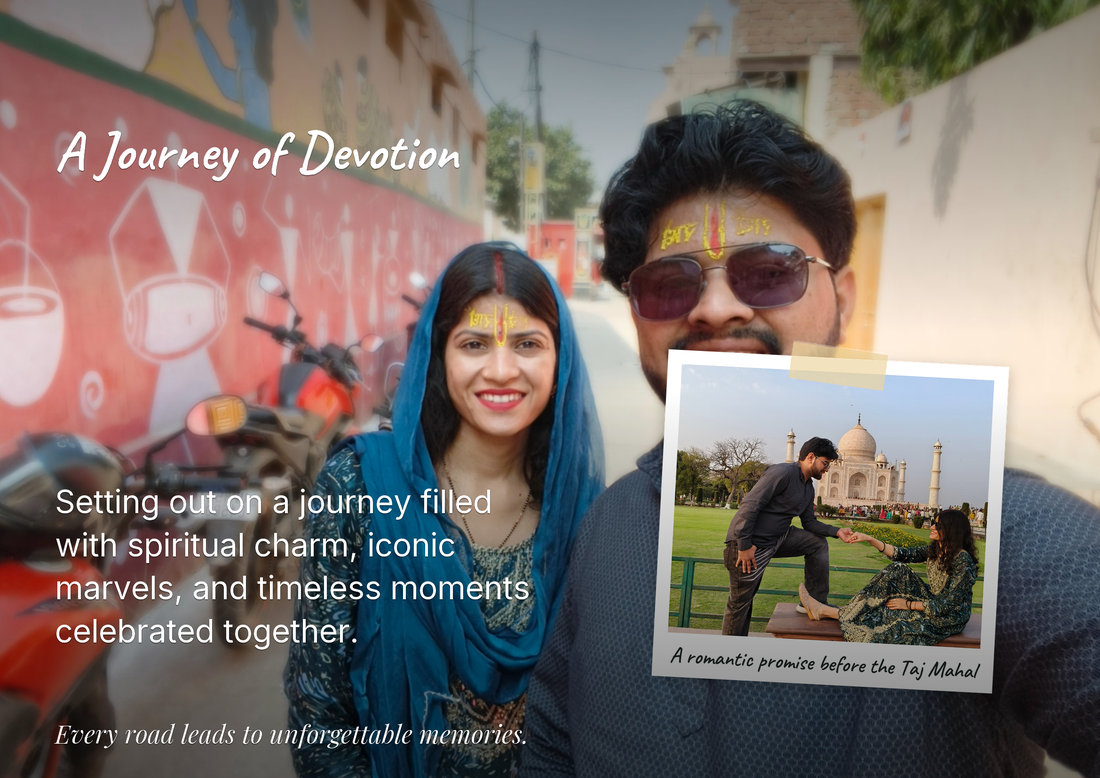 A Journey of Devotion
Setting out on a journey filled
with spiritual charm, iconic
marvels, and timeless moments
celebrated together.
A romantic promise before the Taj Mahal
Every road leads to unforgettable memories.